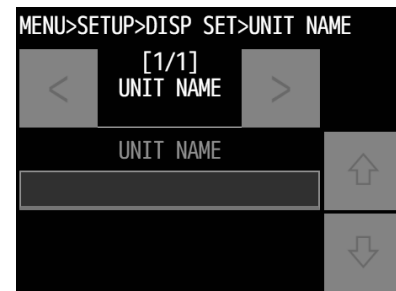 MENU>SETUP>DISP SET>UNIT NAME
[1/1]
< UNIT NAME >
UNIT NAME